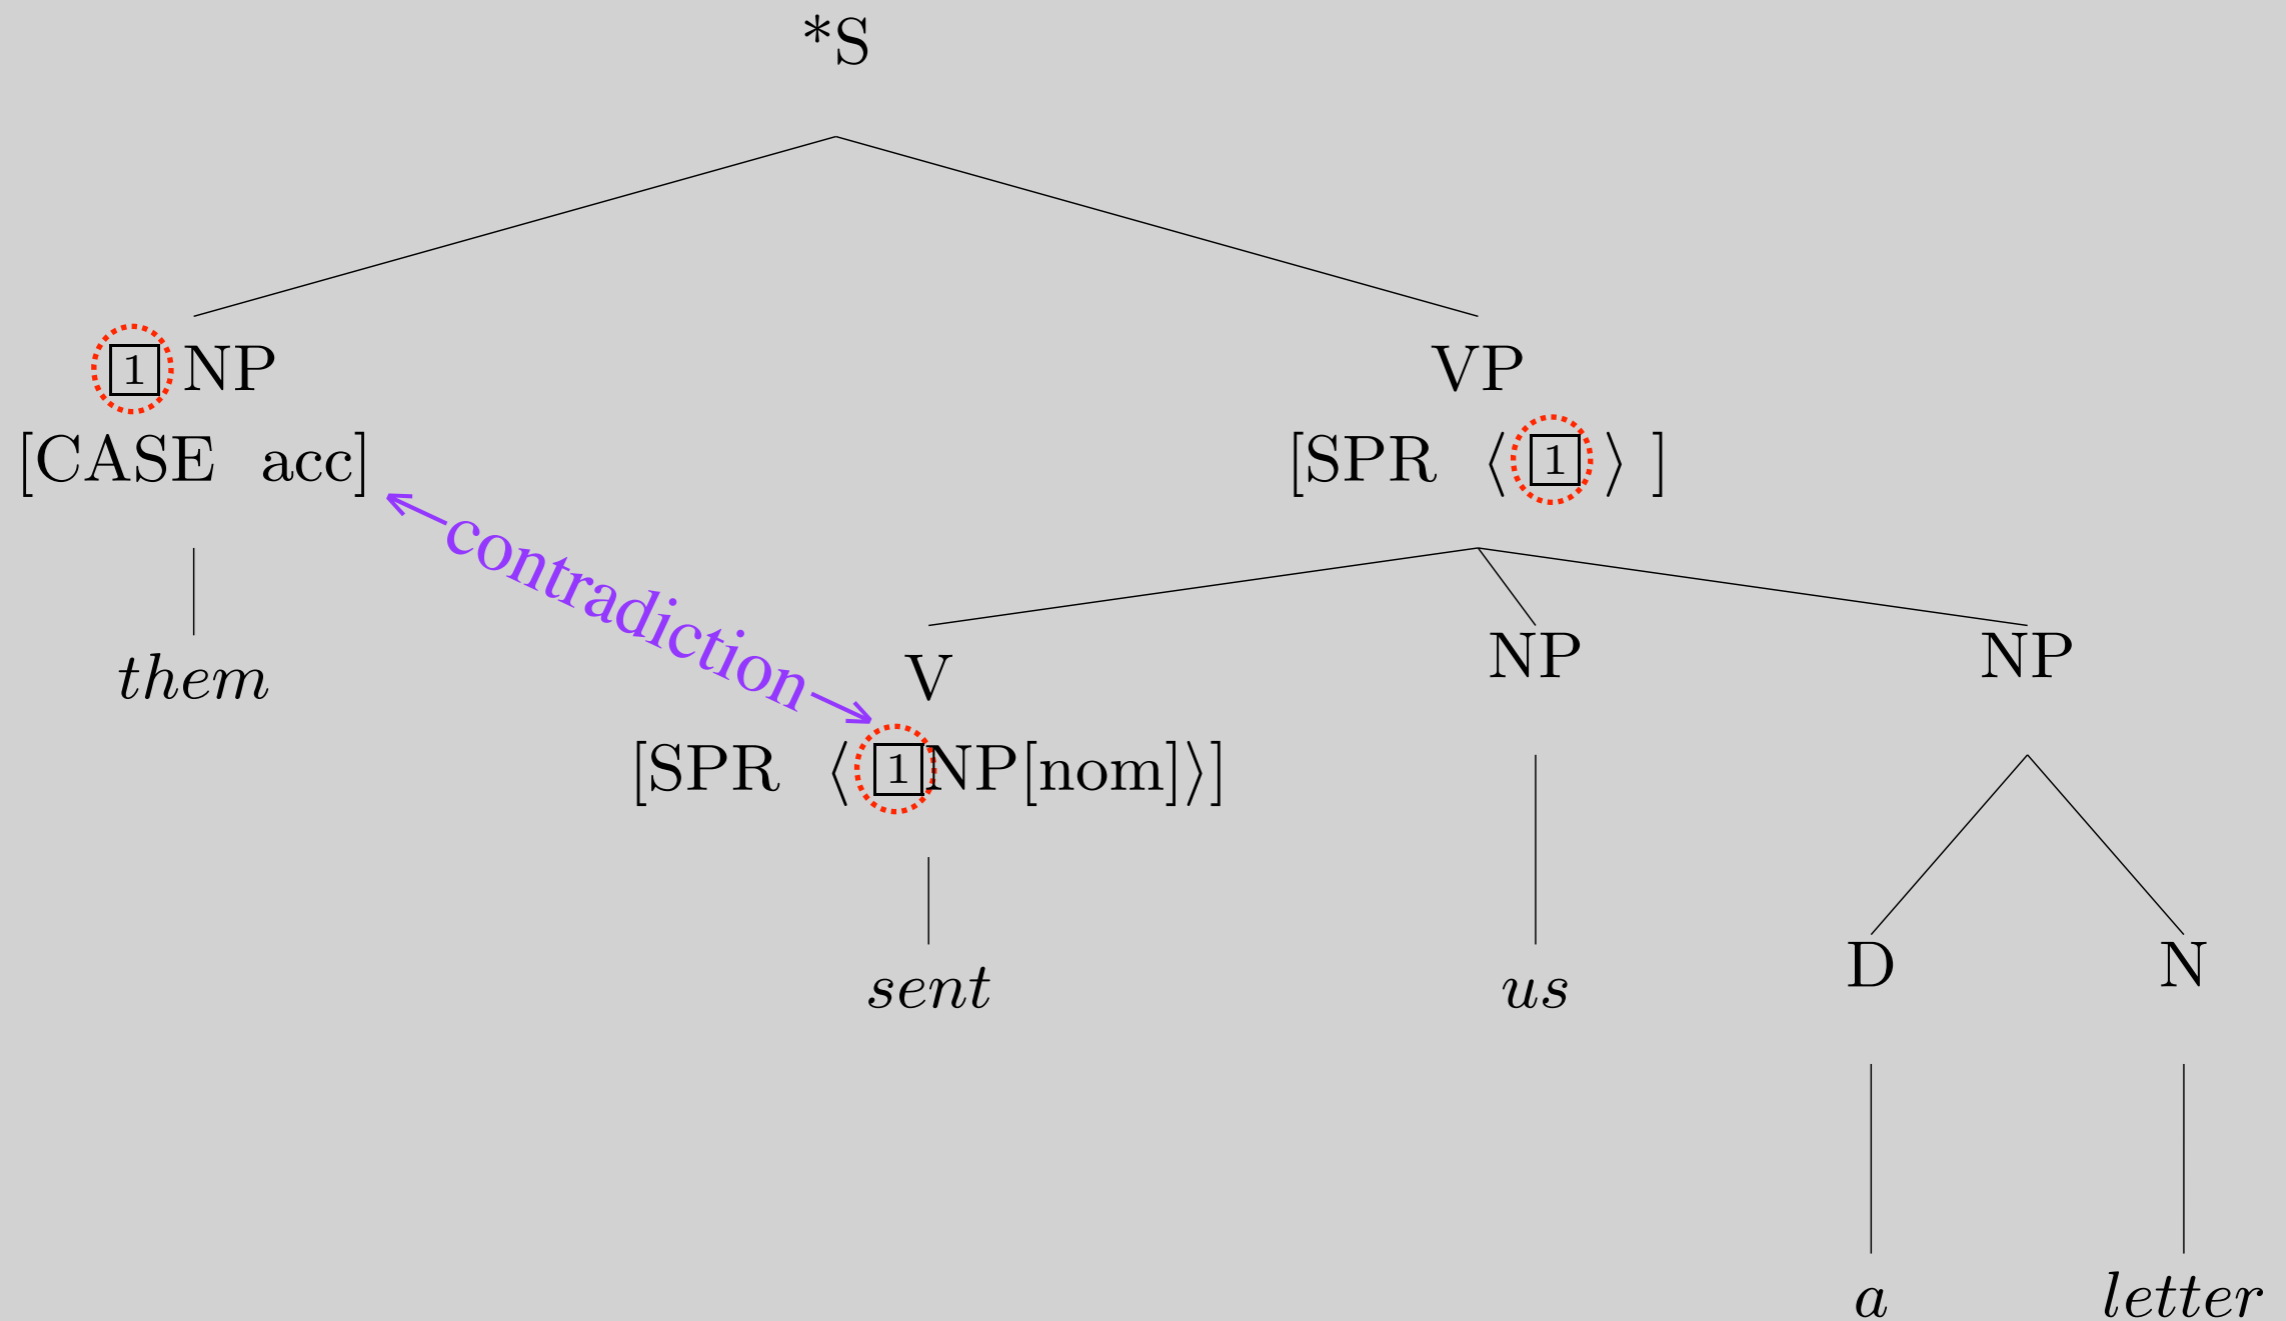 *S
1 NP
VP
[CASE acc]
[SPR ⟨ 1 ⟩ ]
contradiction
them
V
NP
NP
[SPR ⟨ 1 NP[nom]⟩]
sent
us
D
N
a
letter